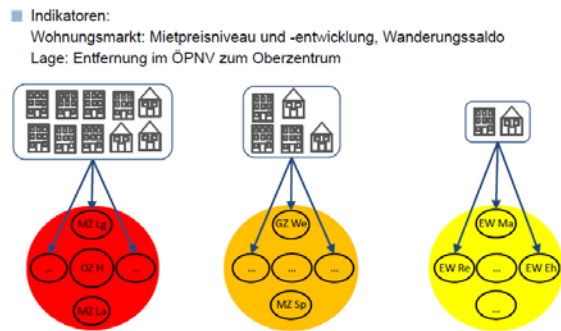 Indikatoren:
Wohnungsmarkt: Mietpreisniveau und -entwicklung, Wanderungssaldo
Lage: Entfernung im ÖPNV zum Oberzentrum
MZ Lg
... OZ H ...
MZ La
GZ We
... ... ...
MZ Sp
EW Ma
EW Re ... EW Eh
...